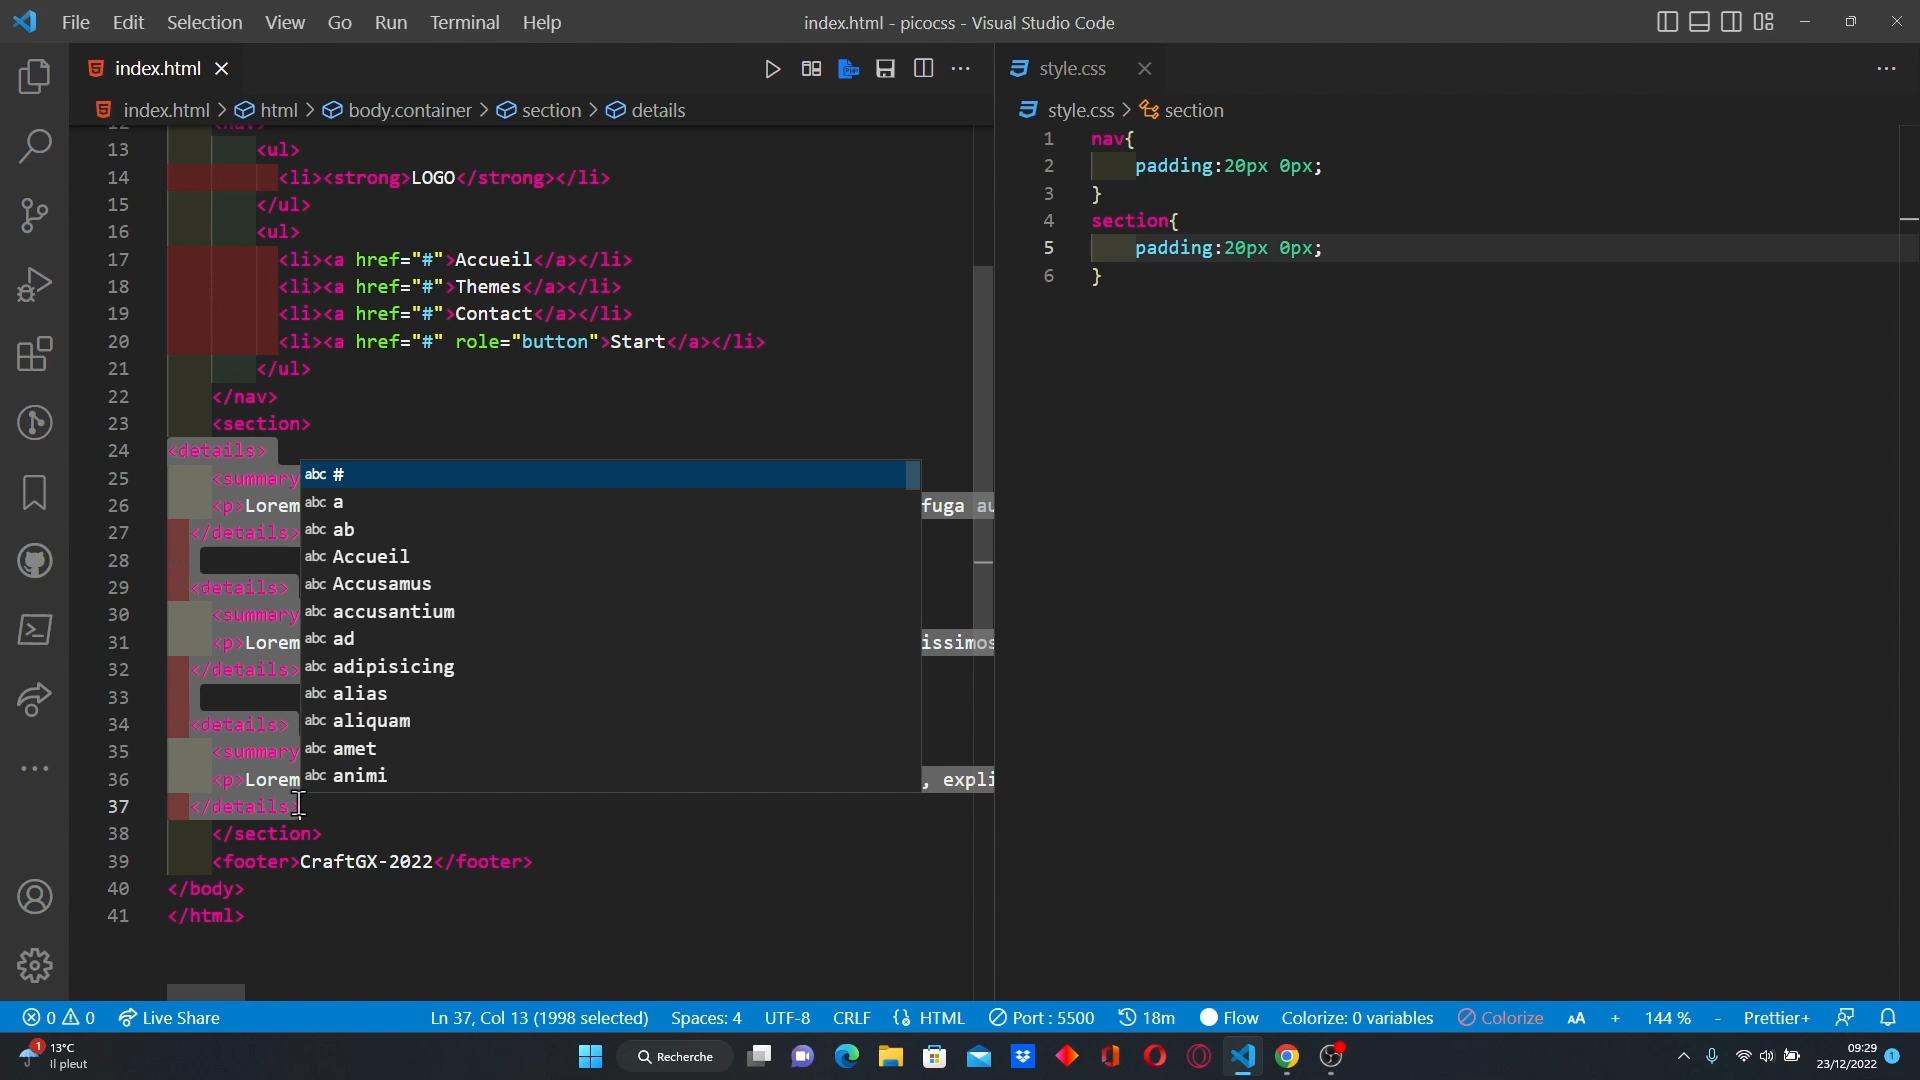 File Edit Selection View Go Run Terminal Help
index.html - picocss - Visual Studio Code
index.html
style.css
index.html > html > body.container > section > details
style.css > section
13 <ul>
14 <li><strong>LOGO</strong></li>
15 </ul>
16 <ul>
17 <li><a href="#">Accueil</a></li>
18 <li><a href="#">Themes</a></li>
19 <li><a href="#">Contact</a></li>
20 <li><a href="#" role="button">Start</a></li>
21 </ul>
22 </nav>
23 <section>
24 <details>
25 <summary
26 <p>Lorem fuga au
27 </details>
28
29 <details>
30 <summary
31 <p>Lorem issimos
32 </details>
33
34 <details>
35 <summary
36 <p>Lorem , expli
37 </details>
38 </section>
39 <footer>CraftGX-2022</footer>
40 </body>
41 </html>
abc #
abc a
abc ab
abc Accueil
abc Accusamus
abc accusantium
abc ad
abc adipisicing
abc alias
abc aliquam
abc amet
abc animi
1 nav{
2 padding:20px 0px;
3 }
4 section{
5 padding:20px 0px;
6 }
0 0 Live Share Ln 37, Col 13 (1998 selected) Spaces: 4 UTF-8 CRLF HTML Port : 5500 18m Flow Colorize: 0 variables Colorize AA + 144 % - Prettier+
1 13°C
Il pleut
Recherche
09:29
23/12/2022
1